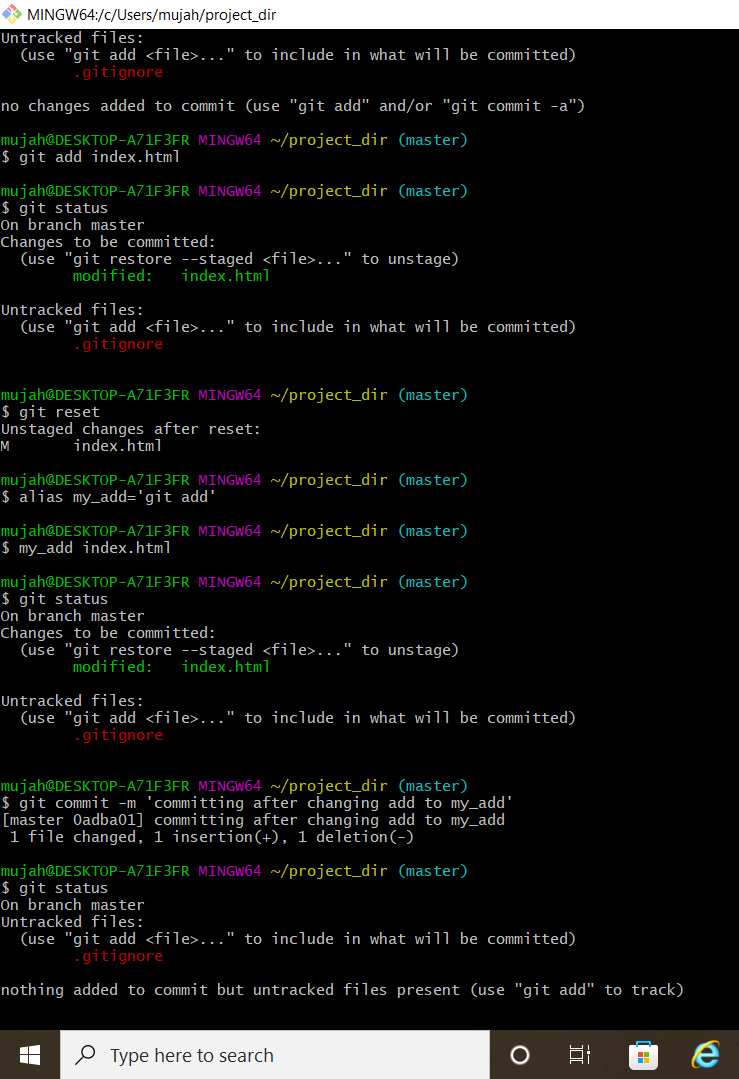 MINGW64:/c/Users/mujah/project_dir
Untracked files:
  (use "git add <file>..." to include in what will be committed)
        .gitignore
no changes added to commit (use "git add" and/or "git commit -a")
mujah@DESKTOP-A71F3FR MINGW64 ~/project_dir (master)
$ git add index.html
mujah@DESKTOP-A71F3FR MINGW64 ~/project_dir (master)
$ git status
On branch master
Changes to be committed:
  (use "git restore --staged <file>..." to unstage)
        modified:   index.html
Untracked files:
  (use "git add <file>..." to include in what will be committed)
        .gitignore
mujah@DESKTOP-A71F3FR MINGW64 ~/project_dir (master)
$ git reset
Unstaged changes after reset:
M       index.html
mujah@DESKTOP-A71F3FR MINGW64 ~/project_dir (master)
$ alias my_add='git add'
mujah@DESKTOP-A71F3FR MINGW64 ~/project_dir (master)
$ my_add index.html
mujah@DESKTOP-A71F3FR MINGW64 ~/project_dir (master)
$ git status
On branch master
Changes to be committed:
  (use "git restore --staged <file>..." to unstage)
        modified:   index.html
Untracked files:
  (use "git add <file>..." to include in what will be committed)
        .gitignore
mujah@DESKTOP-A71F3FR MINGW64 ~/project_dir (master)
$ git commit -m 'committing after changing add to my_add'
[master 0adba01] committing after changing add to my_add
 1 file changed, 1 insertion(+), 1 deletion(-)
mujah@DESKTOP-A71F3FR MINGW64 ~/project_dir (master)
$ git status
On branch master
Untracked files:
  (use "git add <file>..." to include in what will be committed)
        .gitignore
nothing added to commit but untracked files present (use "git add" to track)
Type here to search